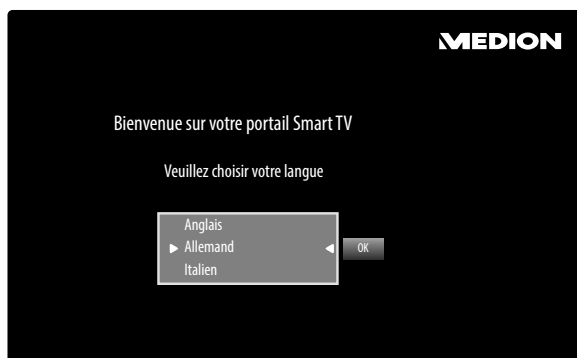 MEDION
Bienvenue sur votre portail Smart TV
Veuillez choisir votre langue
Anglais
Allemand
OK
Italien